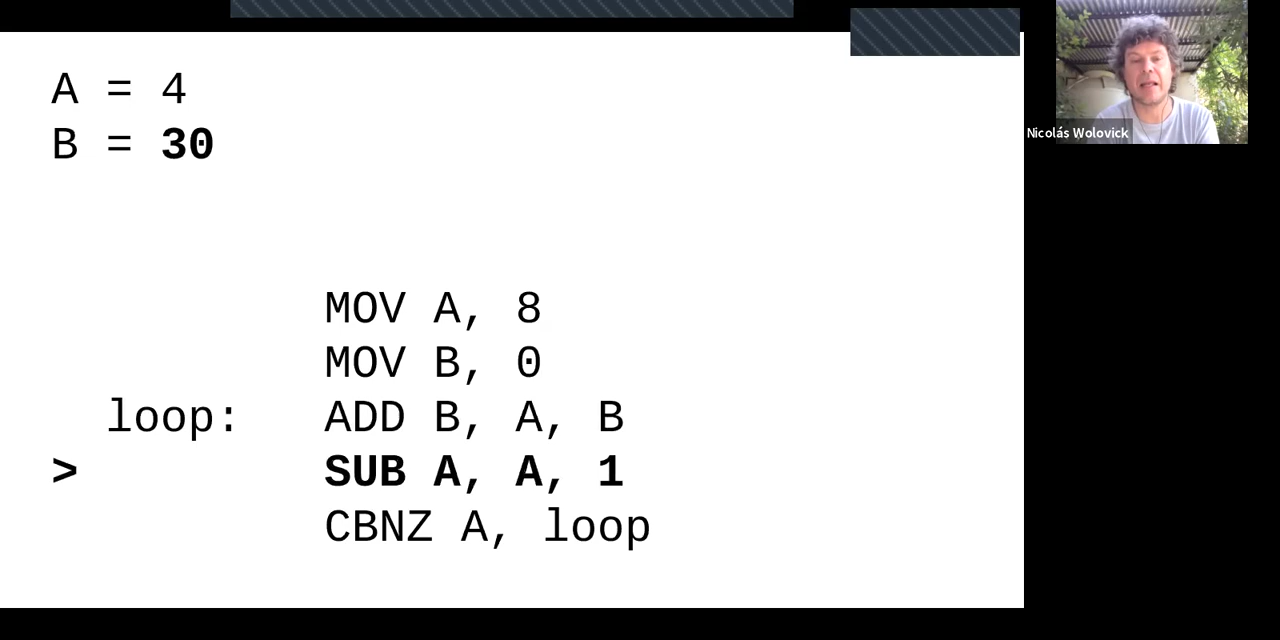 A = 4
B = 30
MOV A, 8
MOV B, 0
loop: ADD B, A, B
> SUB A, A, 1
CBNZ A, loop
Nicolás Wolovick